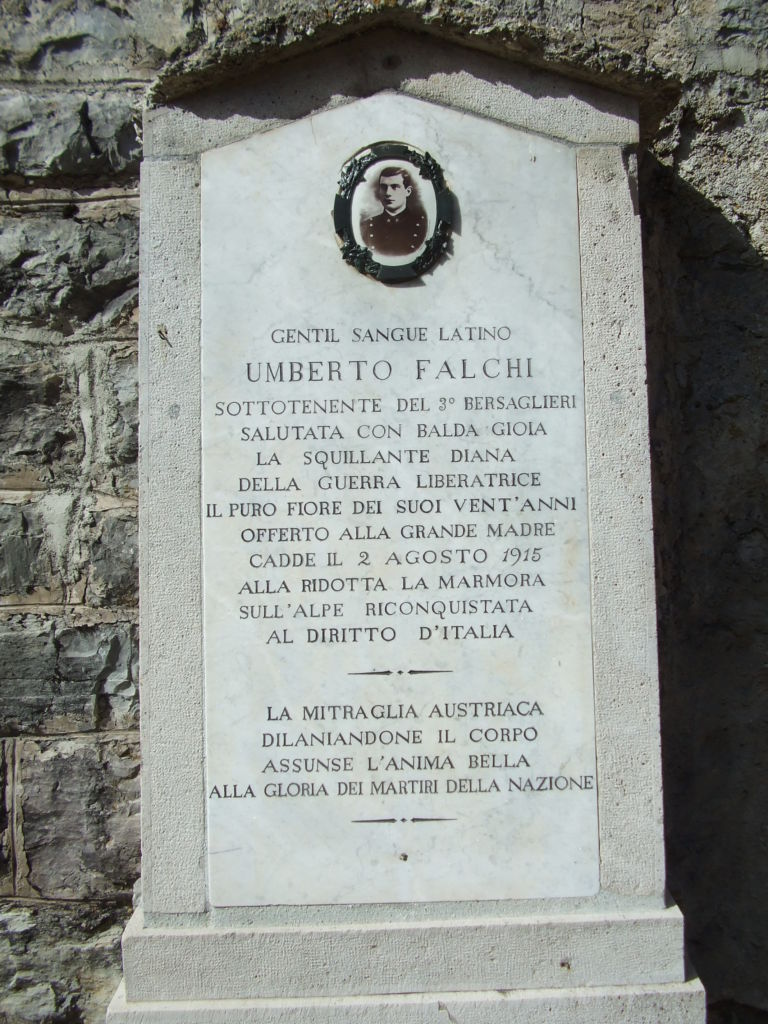 GENTIL SANGUE LATINO
UMBERTO FALCHI
SOTTOTENENTE DEL 3° BERSAGLIERI
SALUTATA CON BALDA GIOIA
LA SQUILLANTE DIANA
DELLA GUERRA LIBERATRICE
IL PURO FIORE DEI SUOI VENT'ANNI
OFFERTO ALLA GRANDE MADRE
CADDE IL 2 AGOSTO 1915
ALLA RIDOTTA LA MARMORA
SULL'ALPE RICONQUISTATA
AL DIRITTO D'ITALIA
LA MITRAGLIA AUSTRIACA
DILANIANDONE IL CORPO
ASSUNSE L'ANIMA BELLA
ALLA GLORIA DEI MARTIRI DELLA NAZIONE